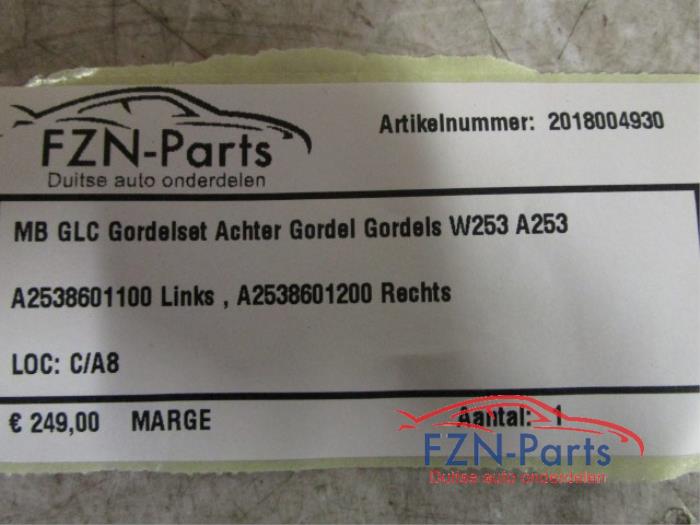 FZN-Parts
Duitse auto onderdelen
Artikelnummer: 2018004930
MB GLC Gordelset Achter Gordel Gordels W253 A253
A2538601100 Links , A2538601200 Rechts
LOC: C/A8
€ 249,00 MARGE Aantal: 1
FZN-Parts
Duitse auto onderdelen